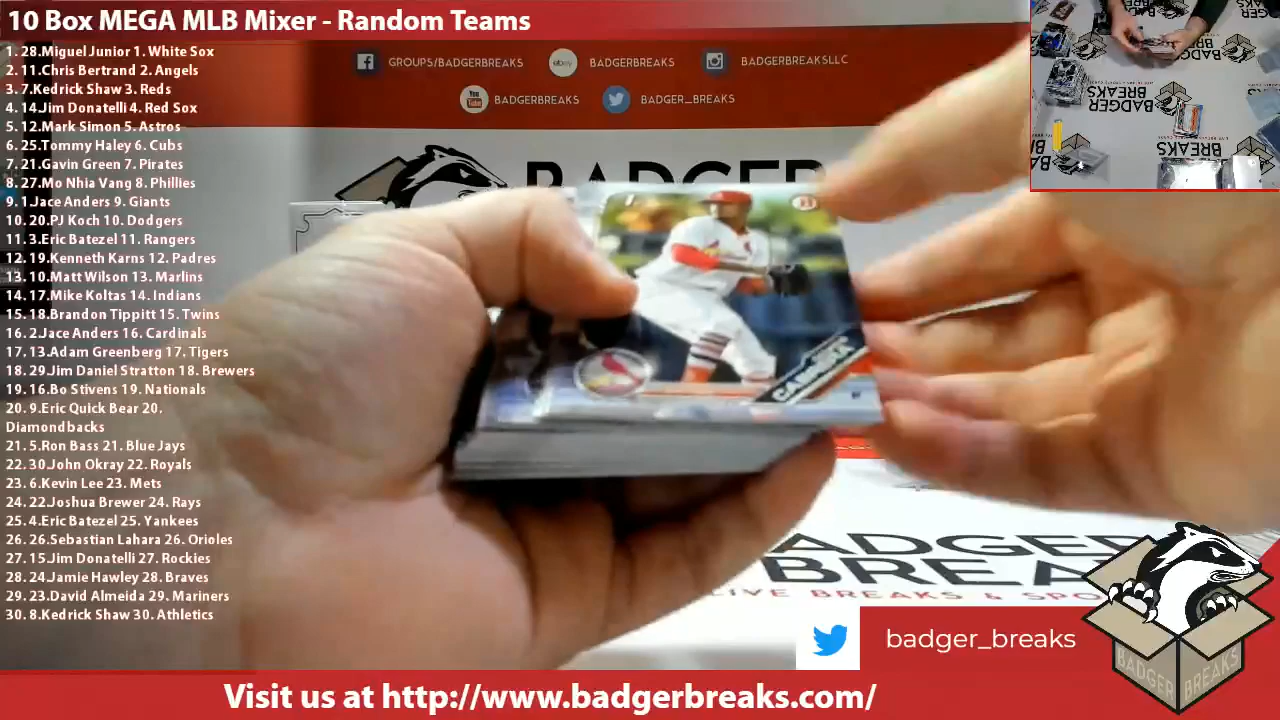 10 Box MEGA MLB Mixer - Random Teams
1. 28.Miguel Junior 1. White Sox
2. 11.Chris Bertrand 2. Angels
3. 7.Kedrick Shaw 3. Reds
4. 14.Jim Donatelli 4. Red Sox
5. 12.Mark Simon 5. Astros
6. 25.Tommy Haley 6. Cubs
7. 21.Gavin Green 7. Pirates
8. 27.Mo Nhia Vang 8. Phillies
9. 1.Jace Anders 9. Giants
10. 20.PJ Koch 10. Dodgers
11. 3.Eric Batezel 11. Rangers
12. 19.Kenneth Karns 12. Padres
13. 10.Matt Wilson 13. Marlins
14. 17.Mike Koltas 14. Indians
15. 18.Brandon Tippitt 15. Twins
16. 2.Jace Anders 16. Cardinals
17. 13.Adam Greenberg 17. Tigers
18. 29.Jim Daniel Stratton 18. Brewers
19. 16.Bo Stivens 19. Nationals
20. 9.Eric Quick Bear 20.
Diamondbacks
21. 5.Ron Bass 21. Blue Jays
22. 30.John Okray 22. Royals
23. 6.Kevin Lee 23. Mets
24. 22.Joshua Brewer 24. Rays
25. 4.Eric Batezel 25. Yankees
26. 26.Sebastian Lahara 26. Orioles
27. 15.Jim Donatelli 27. Rockies
28. 24.Jamie Hawley 28. Braves
29. 23.David Almeida 29. Mariners
30. 8.Kedrick Shaw 30. Athletics
GROUPS/BADGERBREAKS
ebay BADGERBREAKS
BADGERBREAKSLLC
You Tube BADGERBREAKS
BADGER_BREAKS
BADGER
BADGER
BREAKS
BADGER
BREA
LIVE BREAKS & SPO
badger_breaks
BADGER BREAKS
Visit us at http://www.badgerbreaks.com/